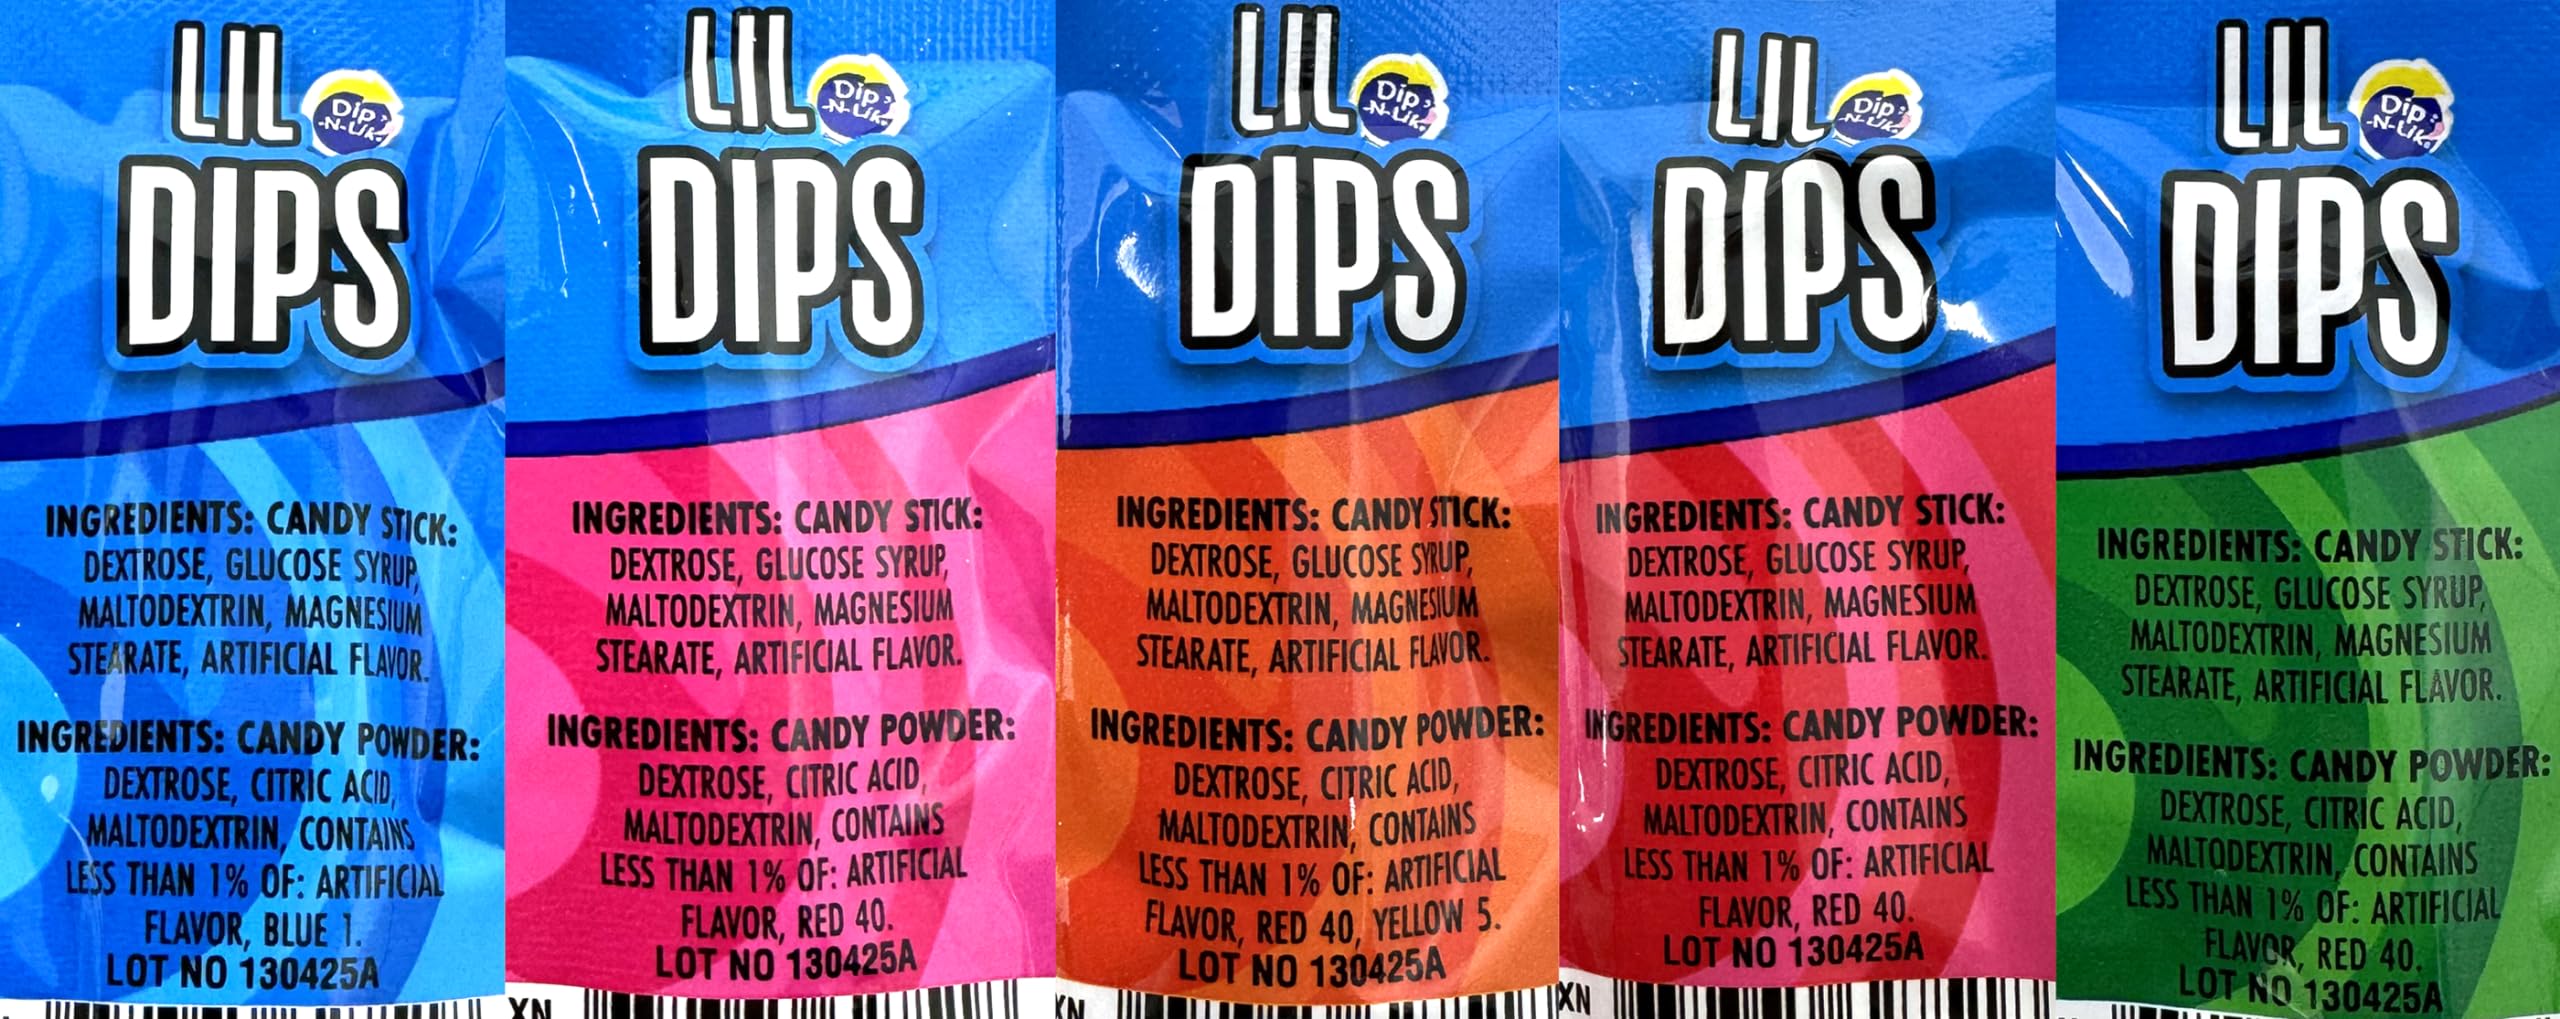 LIL
Dip
-N-Lik.
DIPS
INGREDIENTS: CANDY STICK:
DEXTROSE, GLUCOSE SYRUP,
MALTODEXTRIN, MAGNESIUM
STEARATE, ARTIFICIAL FLAVOR.
INGREDIENTS: CANDY POWDER:
DEXTROSE, CITRIC ACID,
MALTODEXTRIN, CONTAINS
LESS THAN 1% OF: ARTIFICIAL
FLAVOR, BLUE 1.
LOT NO 130425A
LIL
Dip
-N-Lik.
DIPS
INGREDIENTS: CANDY STICK:
DEXTROSE, GLUCOSE SYRUP,
MALTODEXTRIN, MAGNESIUM
STEARATE, ARTIFICIAL FLAVOR.
INGREDIENTS: CANDY POWDER:
DEXTROSE, CITRIC ACID,
MALTODEXTRIN, CONTAINS
LESS THAN 1% OF: ARTIFICIAL
FLAVOR, RED 40.
LOT NO 130425A
XN
LIL
Dip
-N-Lik.
DIPS
INGREDIENTS: CANDY STICK:
DEXTROSE, GLUCOSE SYRUP,
MALTODEXTRIN, MAGNESIUM
STEARATE, ARTIFICIAL FLAVOR.
INGREDIENTS: CANDY POWDER:
DEXTROSE, CITRIC ACID,
MALTODEXTRIN, CONTAINS
LESS THAN 1% OF: ARTIFICIAL
FLAVOR, RED 40, YELLOW 5.
LOT NO 130425A
XN
LIL
Dip
-N-Lik.
DIPS
INGREDIENTS: CANDY STICK:
DEXTROSE, GLUCOSE SYRUP,
MALTODEXTRIN, MAGNESIUM
STEARATE, ARTIFICIAL FLAVOR.
INGREDIENTS: CANDY POWDER:
DEXTROSE, CITRIC ACID,
MALTODEXTRIN, CONTAINS
LESS THAN 1% OF: ARTIFICIAL
FLAVOR, RED 40.
LOT NO 130425A
XN
LIL
Dip
-N-Lik.
DIPS
INGREDIENTS: CANDY STICK:
DEXTROSE, GLUCOSE SYRUP,
MALTODEXTRIN, MAGNESIUM
STEARATE, ARTIFICIAL FLAVOR.
INGREDIENTS: CANDY POWDER:
DEXTROSE, CITRIC ACID,
MALTODEXTRIN, CONTAINS
LESS THAN 1% OF: ARTIFICIAL
FLAVOR, RED 40.
LOT NO 130425A